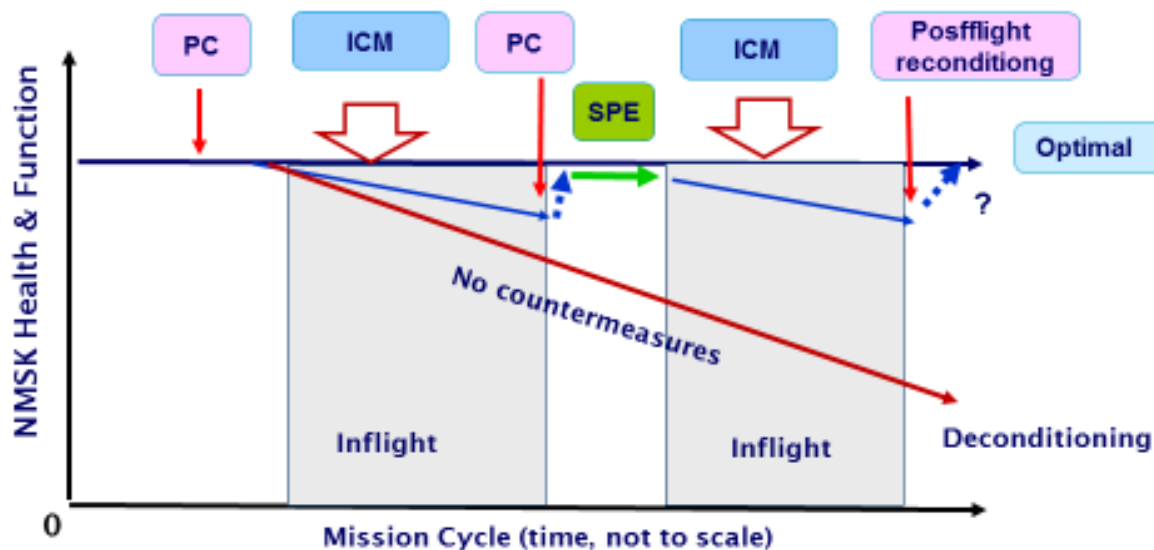 PC
ICM
PC
ICM
Posfflight
reconditiong
SPE
Optimal
?
No countermeasures
Inflight
Inflight
Deconditioning
NMSK Health & Function
0
Mission Cycle (time, not to scale)